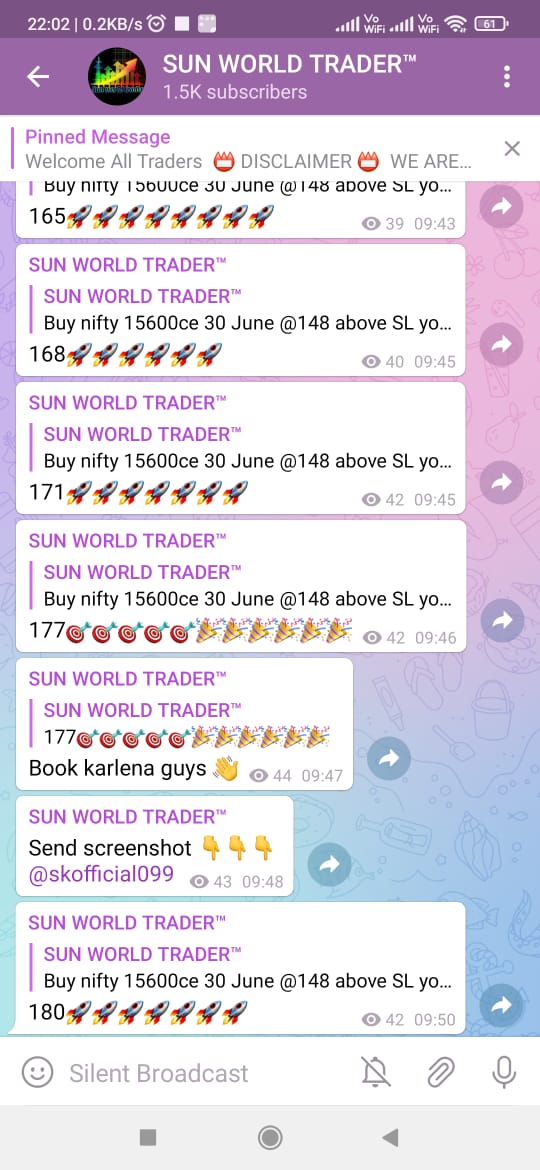 22:02 | 0.2KB/s
Vo WiFi Vo WiFi 61
SUN WORLD TRADER™
1.5K subscribers
Pinned Message
Welcome All Traders 📛 DISCLAIMER 📛 WE ARE...
Buy nifty 15600ce 30 June @148 above SL yo...
165🚀🚀🚀🚀🚀🚀🚀🚀 39 09:43
SUN WORLD TRADER™
SUN WORLD TRADER™
Buy nifty 15600ce 30 June @148 above SL yo...
168🚀🚀🚀🚀🚀🚀 40 09:45
SUN WORLD TRADER™
SUN WORLD TRADER™
Buy nifty 15600ce 30 June @148 above SL yo...
171🚀🚀🚀🚀🚀🚀🚀 42 09:45
SUN WORLD TRADER™
SUN WORLD TRADER™
Buy nifty 15600ce 30 June @148 above SL yo...
177🎯🎯🎯🎯🎯🎉🎉🎉🎉🎉🎉 42 09:46
SUN WORLD TRADER™
SUN WORLD TRADER™
177🎯🎯🎯🎯🎯🎉🎉🎉🎉🎉🎉
Book karlena guys 👋 44 09:47
SUN WORLD TRADER™
Send screenshot 👇👇👇
@skofficial099 43 09:48
SUN WORLD TRADER™
SUN WORLD TRADER™
Buy nifty 15600ce 30 June @148 above SL yo...
180🚀🚀🚀🚀🚀🚀🚀 42 09:50
Silent Broadcast